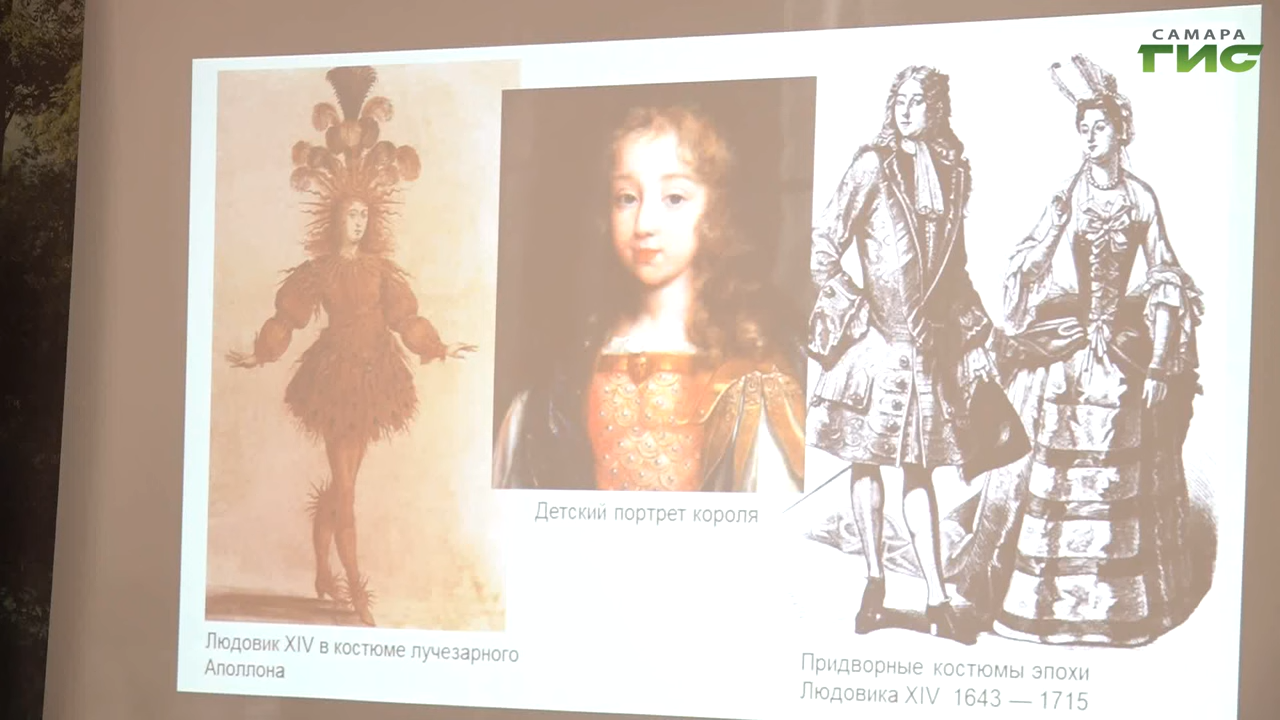 САМАРА
ГИС
Детский портрет короля
Людовик XIV в костюме лучезарного
Аполлона
Придворные костюмы эпохи
Людовика XIV 1643 — 1715